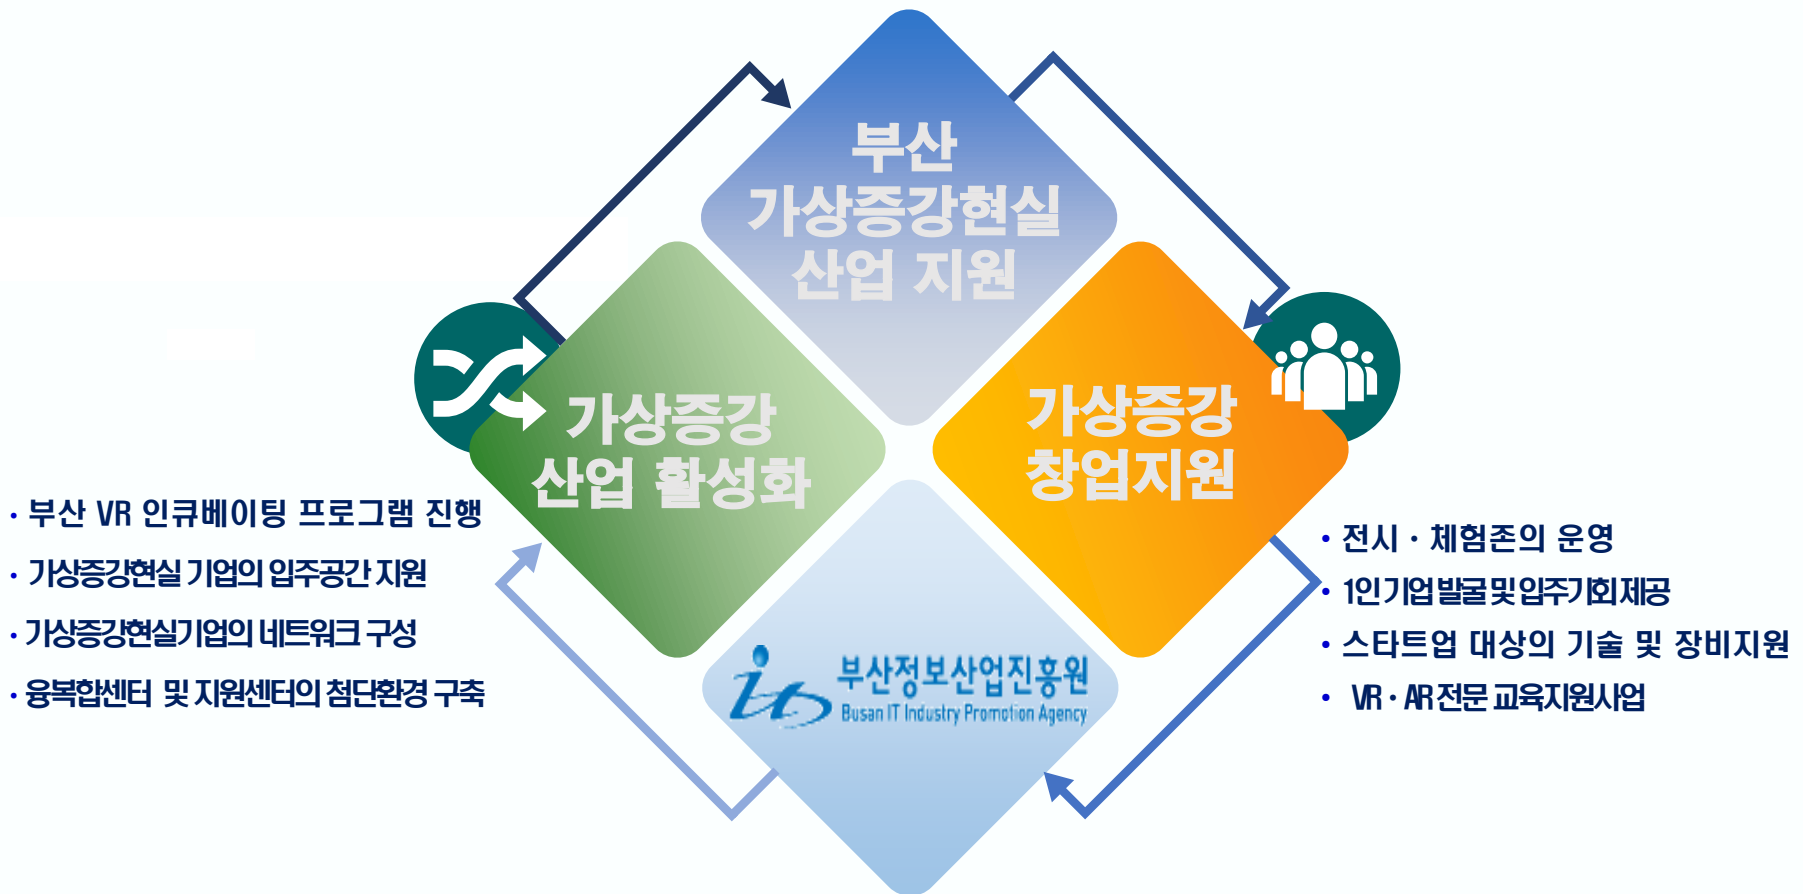 부산
가상증강현실
산업 지원
가상증강
산업 활성화
가상증강
창업지원
· 부산 VR 인큐베이팅 프로그램 진행
· 가상증강현실 기업의 입주공간 지원
· 가상증강현실기업의 네트워크 구성
· 융복합센터 및 지원센터의 첨단환경 구축
• 전시 · 체험존의 운영
• 1인 기업 발굴 및 입주기회 제공
• 스타트업 대상의 기술 및 장비지원
• VR · AR 전문 교육지원사업
부산정보산업진흥원
Busan IT Industry Promotion Agency